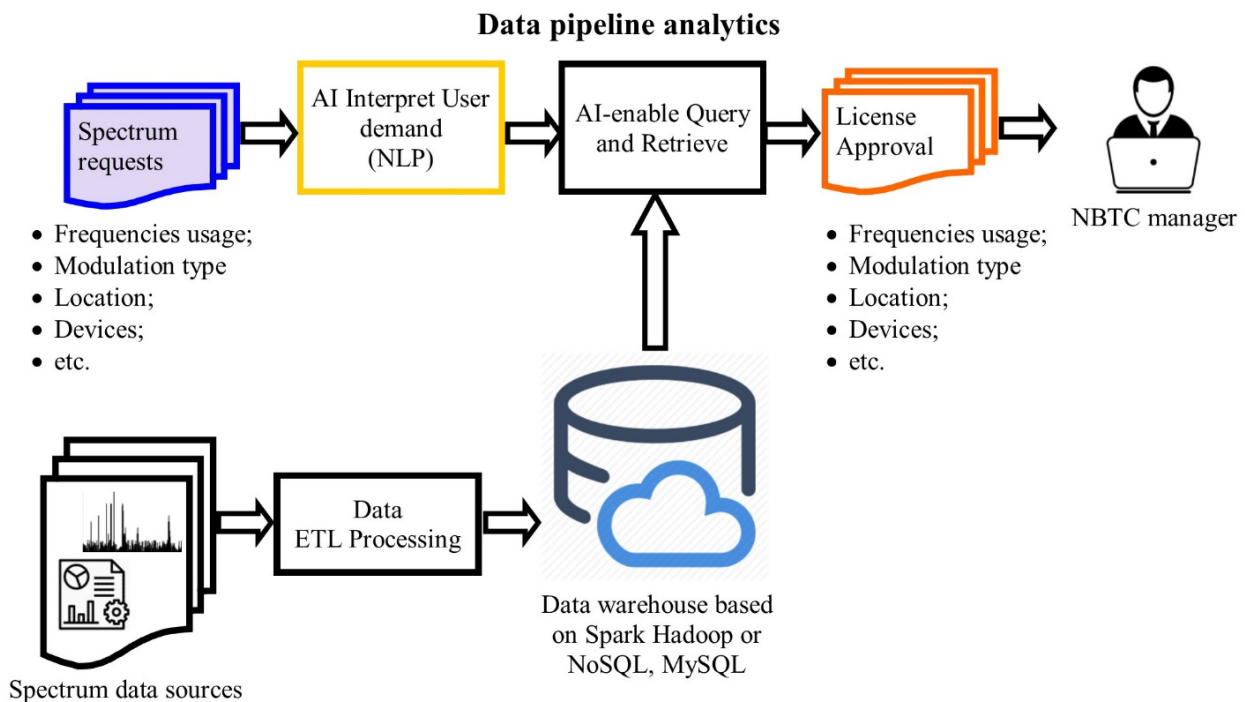 Data pipeline analytics
Spectrum
requests
AI Interpret User
demand
(NLP)
AI-enable Query
and Retrieve
License
Approval
NBTC manager
• Frequencies usage;
• Modulation type
• Location;
• Devices;
• etc.
• Frequencies usage;
• Modulation type
• Location;
• Devices;
• etc.
Data
ETL Processing
Data warehouse based
on Spark Hadoop or
NoSQL, MySQL
Spectrum data sources